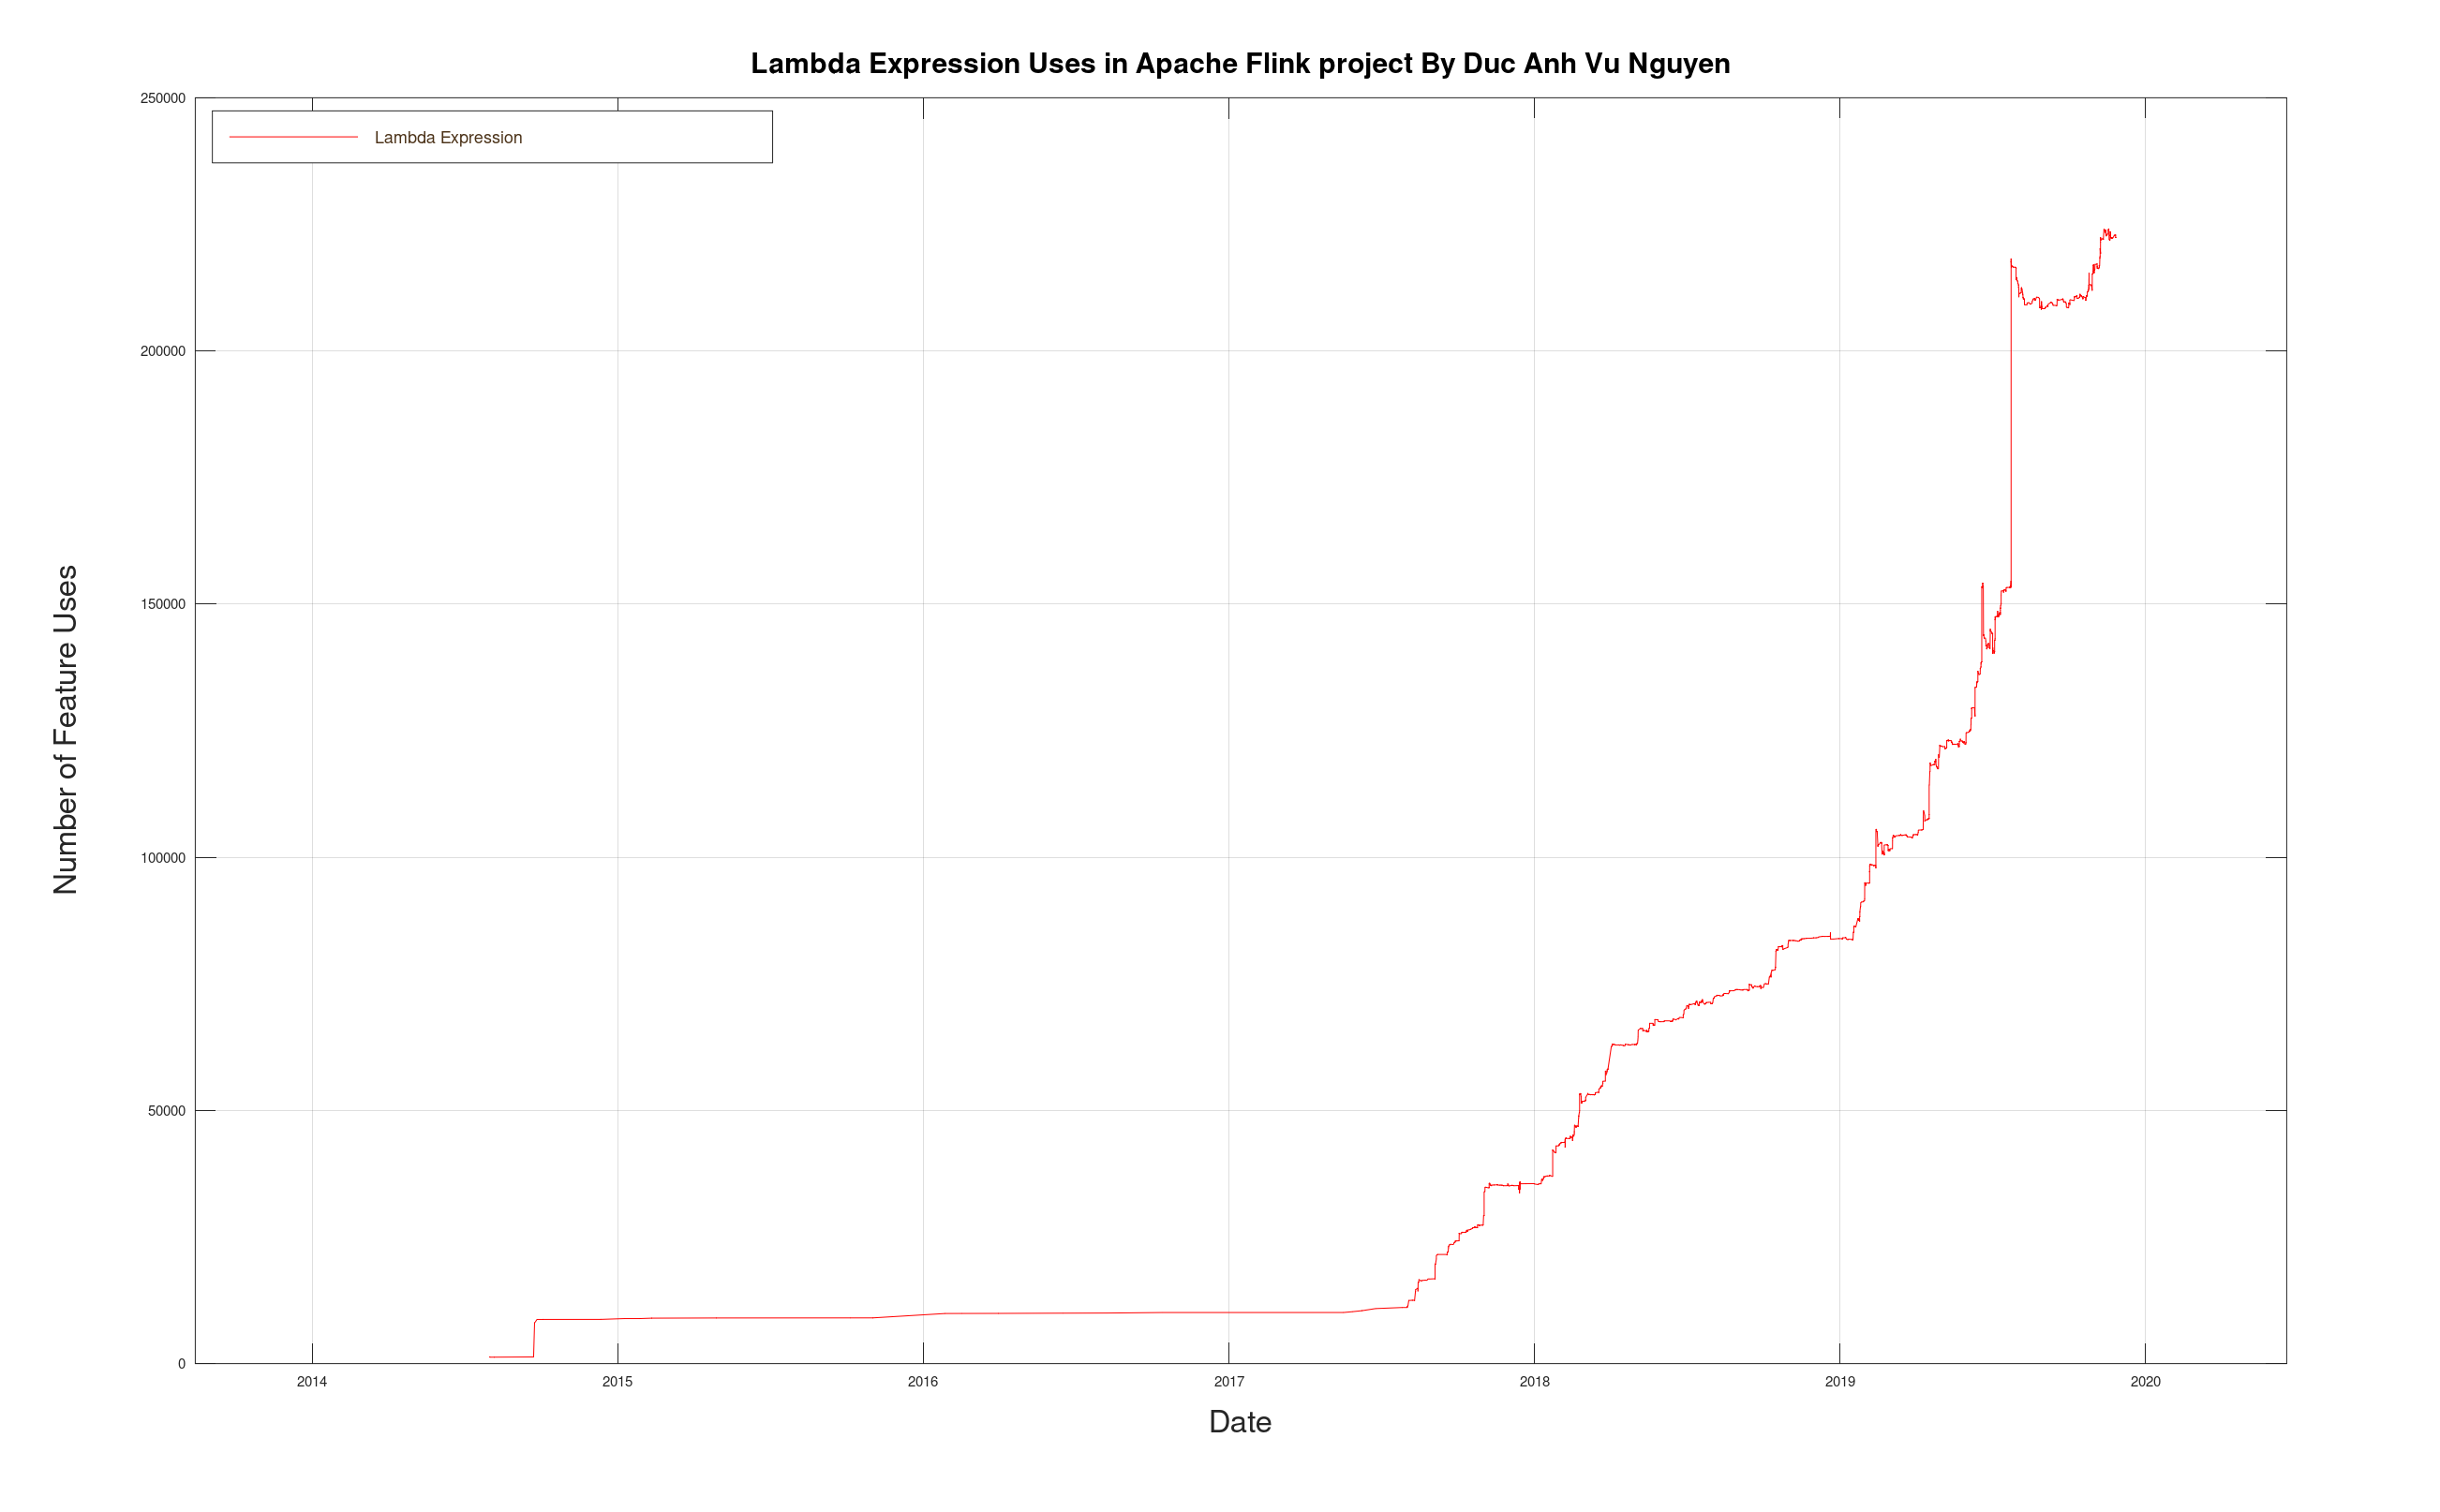 Lambda Expression Uses in Apache Flink project By Duc Anh Vu Nguyen
250000
Lambda Expression
200000
150000
100000
50000
0
Number of Feature Uses
2014 2015 2016 2017 2018 2019 2020
Date